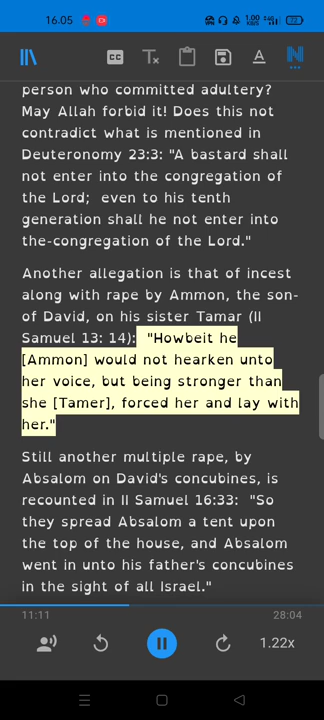 16.05
1.00
KB/S
CC
T
A
N
person who committed adultery?
May Allah forbid it! Does this not
contradict what is mentioned in
Deuteronomy 23:3: "A bastard shall
not enter into the congregation of
the Lord;  even to his tenth
generation shall he not enter into
the-congregation of the Lord."
Another allegation is that of incest
along with rape by Ammon, the son-
of David, on his sister Tamar (II
Samuel 13: 14):  "Howbeit he
[Ammon] would not hearken unto
her voice, but being stronger than
she [Tamer], forced her and lay with
her."
Still another multiple rape, by
Absalom on David's concubines, is
recounted in II Samuel 16:33:  "So
they spread Absalom a tent upon
the top of the house, and Absalom
went in unto his father's concubines
in the sight of all Israel."
11:11
28:04
1.22x